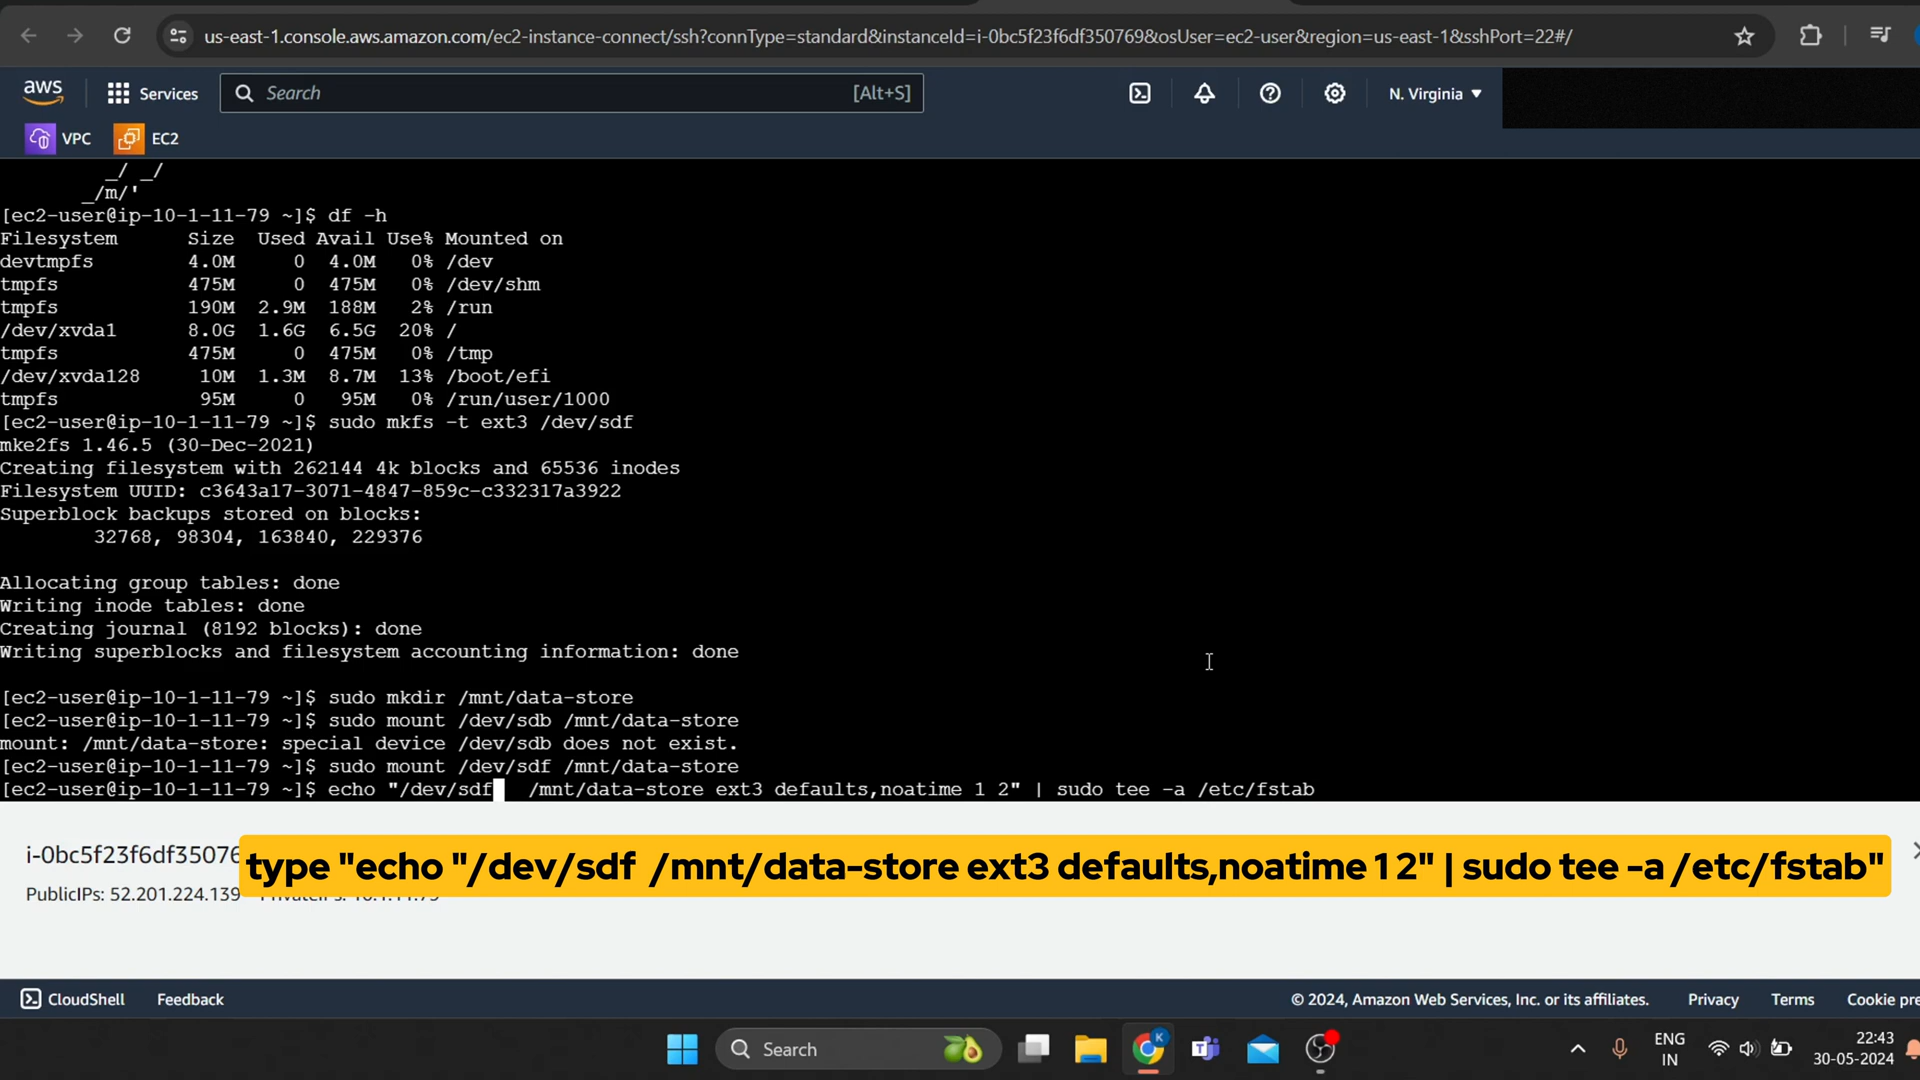 us-east-1.console.aws.amazon.com/ec2-instance-connect/ssh?connType=standard&instanceId=i-0bc5f23f6df350769&osUser=ec2-user&region=us-east-1&sshPort=22#/
aws
Services
Search [Alt+S]
N. Virginia
VPC EC2
_/ _/
_/m/'
[ec2-user@ip-10-1-11-79 ~]$ df -h
Filesystem Size Used Avail Use% Mounted on
devtmpfs 4.0M 0 4.0M 0% /dev
tmpfs 475M 0 475M 0% /dev/shm
tmpfs 190M 2.9M 188M 2% /run
/dev/xvda1 8.0G 1.6G 6.5G 20% /
tmpfs 475M 0 475M 0% /tmp
/dev/xvda128 10M 1.3M 8.7M 13% /boot/efi
tmpfs 95M 0 95M 0% /run/user/1000
[ec2-user@ip-10-1-11-79 ~]$ sudo mkfs -t ext3 /dev/sdf
mke2fs 1.46.5 (30-Dec-2021)
Creating filesystem with 262144 4k blocks and 65536 inodes
Filesystem UUID: c3643a17-3071-4847-859c-c332317a3922
Superblock backups stored on blocks:
32768, 98304, 163840, 229376
Allocating group tables: done
Writing inode tables: done
Creating journal (8192 blocks): done
Writing superblocks and filesystem accounting information: done
[ec2-user@ip-10-1-11-79 ~]$ sudo mkdir /mnt/data-store
[ec2-user@ip-10-1-11-79 ~]$ sudo mount /dev/sdb /mnt/data-store
mount: /mnt/data-store: special device /dev/sdb does not exist.
[ec2-user@ip-10-1-11-79 ~]$ sudo mount /dev/sdf /mnt/data-store
[ec2-user@ip-10-1-11-79 ~]$ echo "/dev/sdf /mnt/data-store ext3 defaults,noatime 1 2" | sudo tee -a /etc/fstab
i-0bc5f23f6df35076
type "echo "/dev/sdf /mnt/data-store ext3 defaults,noatime 1 2" | sudo tee -a /etc/fstab"
PublicIPs: 52.201.224.139
CloudShell Feedback © 2024, Amazon Web Services, Inc. or its affiliates. Privacy Terms Cookie pre
Search
K
T
ENG
IN
22:43
30-05-2024